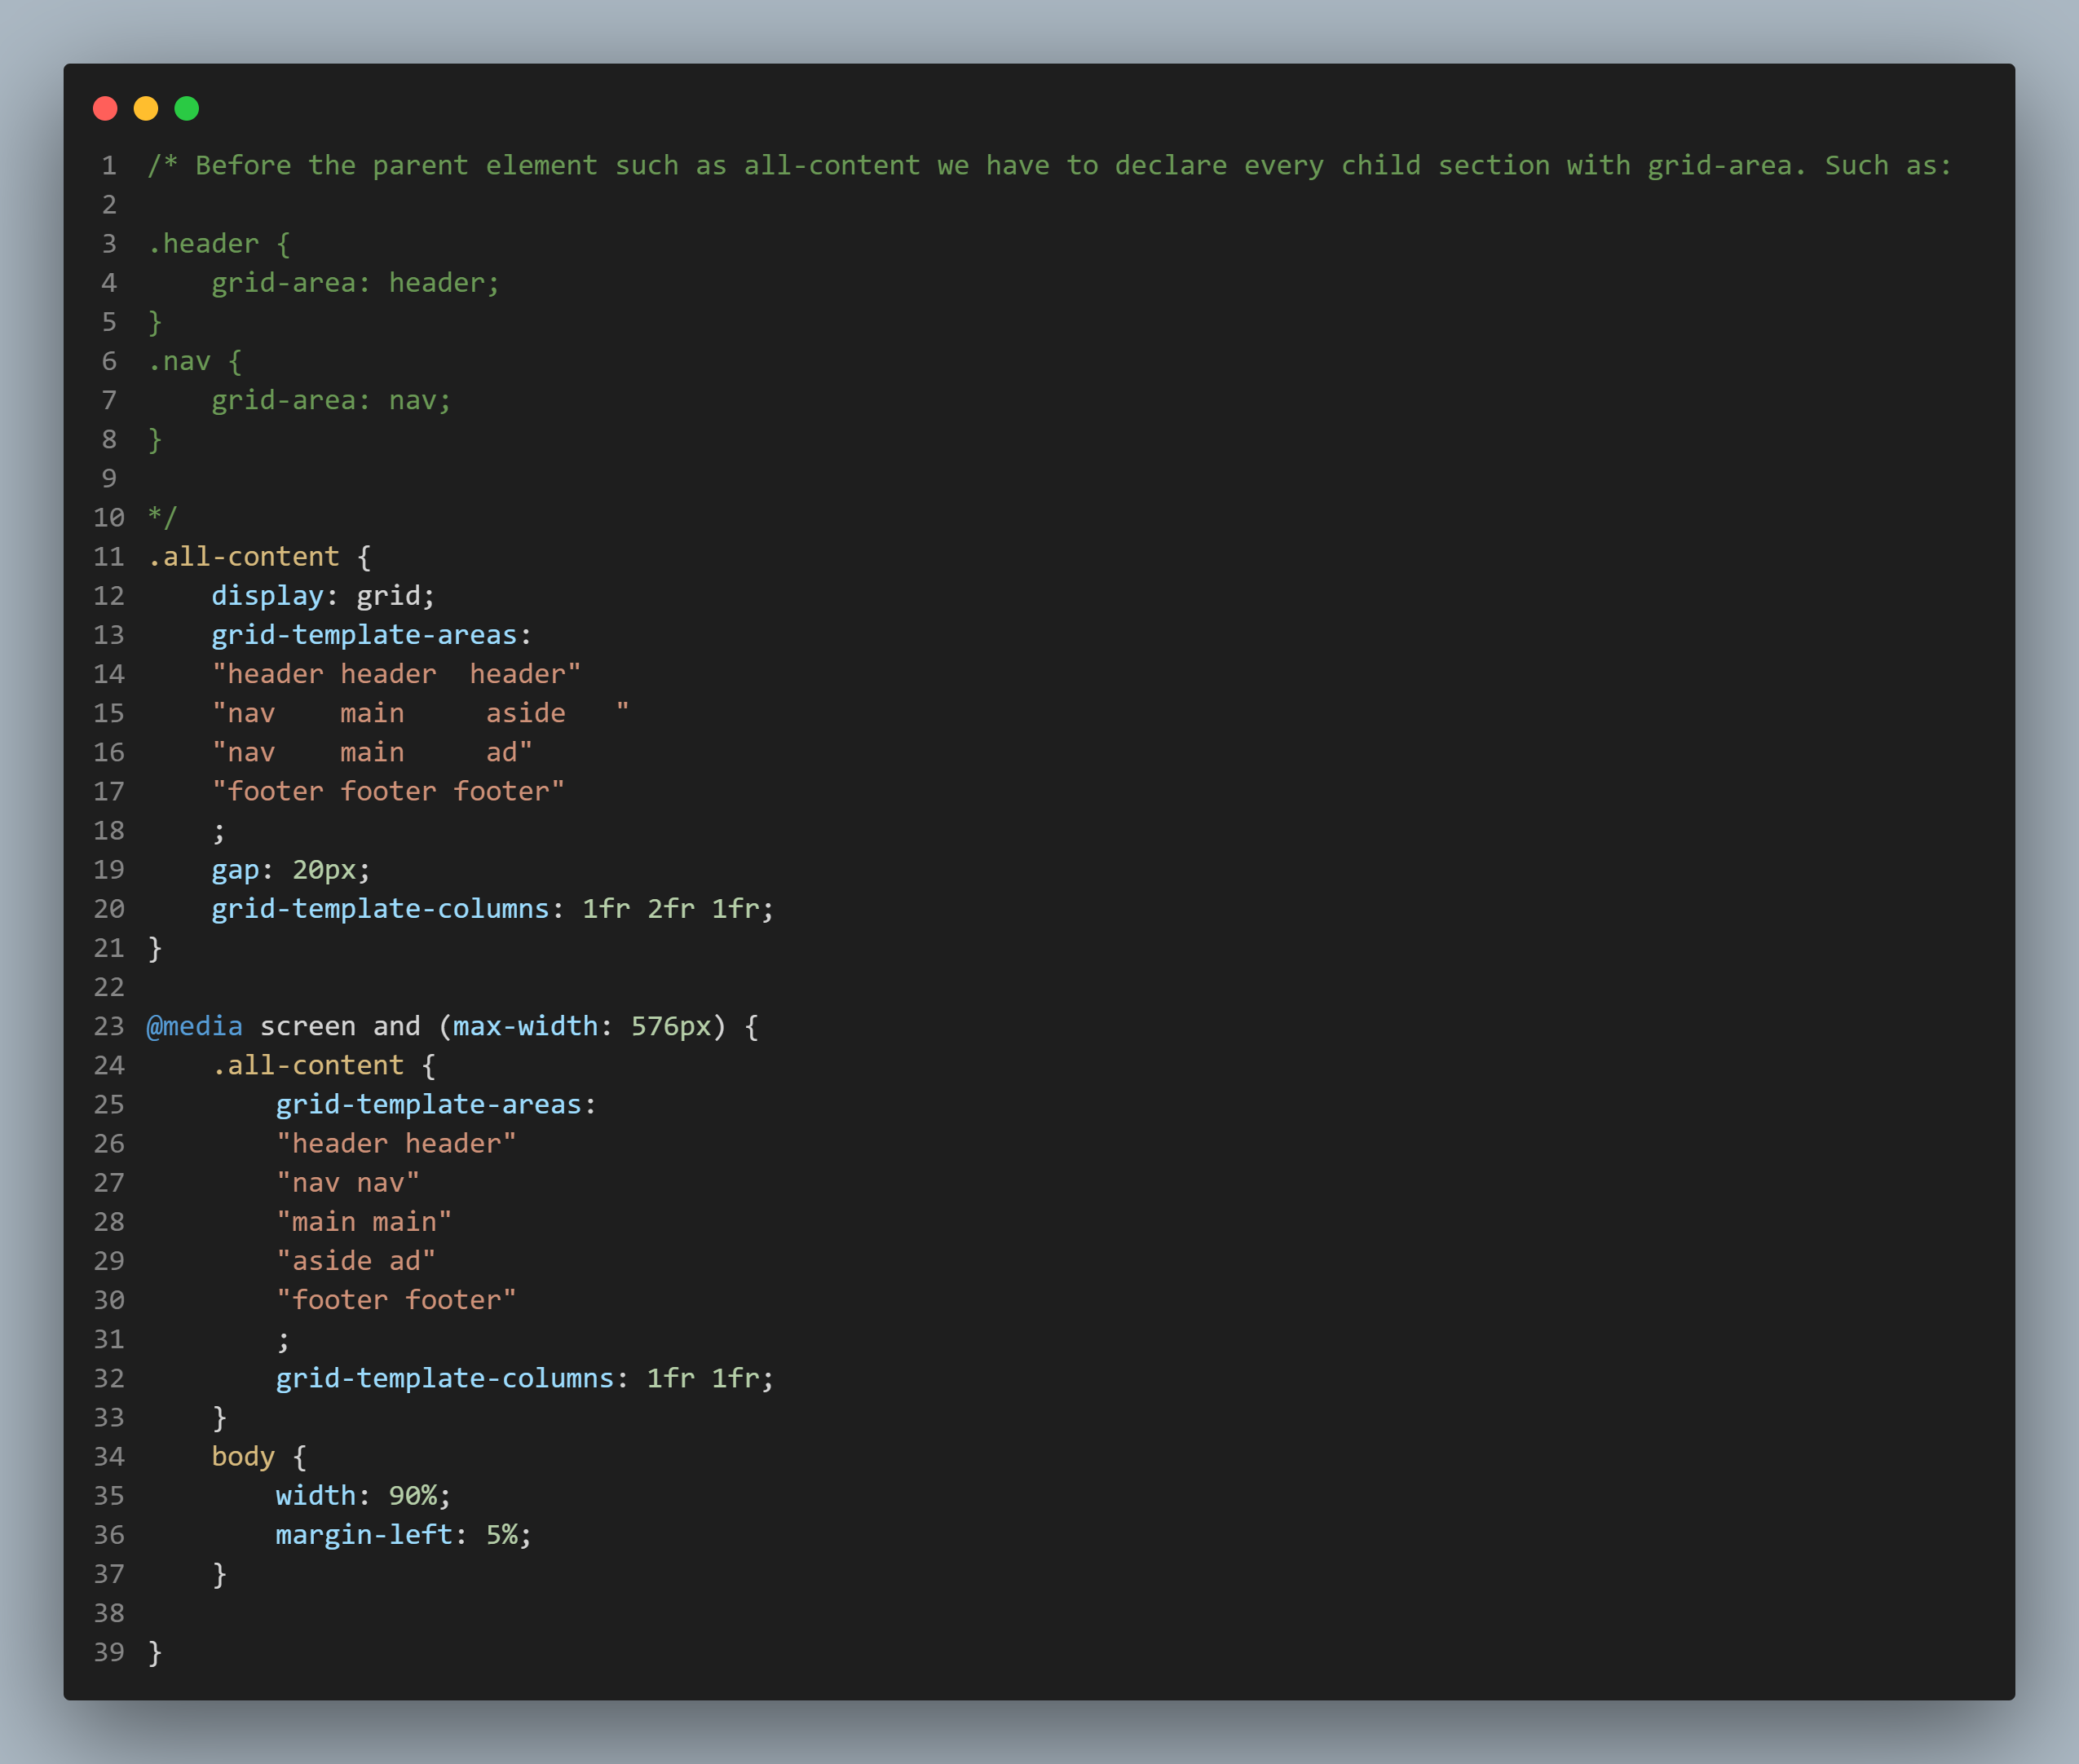 1 /* Before the parent element such as all-content we have to declare every child section with grid-area. Such as:
2
3 .header {
4     grid-area: header;
5 }
6 .nav {
7     grid-area: nav;
8 }
9
10 */
11 .all-content {
12     display: grid;
13     grid-template-areas:
14     "header header  header"
15     "nav    main     aside   "
16     "nav    main     ad"
17     "footer footer footer"
18     ;
19     gap: 20px;
20     grid-template-columns: 1fr 2fr 1fr;
21 }
22
23 @media screen and (max-width: 576px) {
24     .all-content {
25         grid-template-areas:
26         "header header"
27         "nav nav"
28         "main main"
29         "aside ad"
30         "footer footer"
31         ;
32         grid-template-columns: 1fr 1fr;
33     }
34     body {
35         width: 90%;
36         margin-left: 5%;
37     }
38
39 }